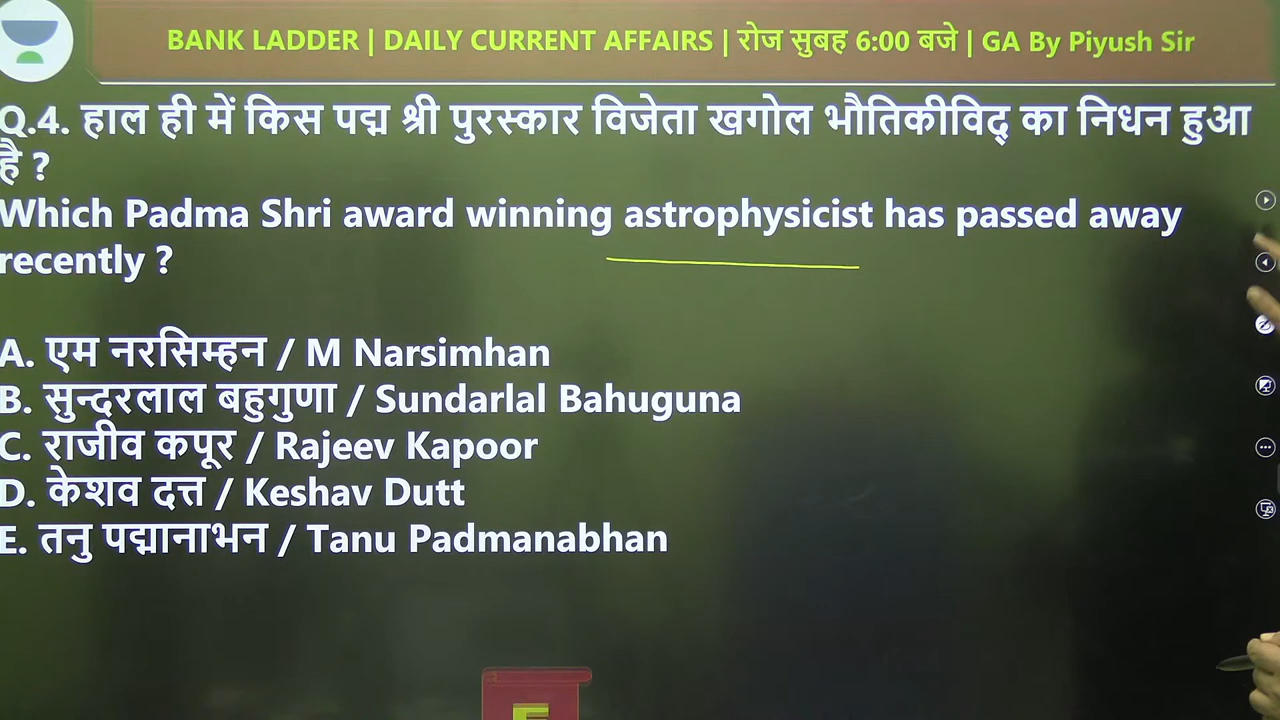 BANK LADDER | DAILY CURRENT AFFAIRS | रोज सुबह 6:00 बजे | GA By Piyush Sir
Q.4. हाल ही में किस पद्म श्री पुरस्कार विजेता खगोल भौतिकीविद् का निधन हुआ
है ?
Which Padma Shri award winning astrophysicist has passed away
recently ?
A. एम नरसिम्हन / M Narsimhan
B. सुन्दरलाल बहुगुणा / Sundarlal Bahuguna
C. राजीव कपूर / Rajeev Kapoor
D. केशव दत्त / Keshav Dutt
E. तनु पद्मानाभन / Tanu Padmanabhan